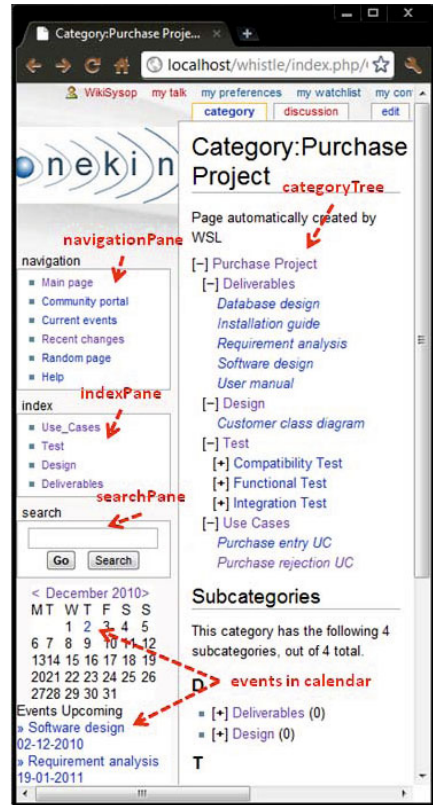 Category:Purchase Proje...
localhost/whistle/index.php/
WikiSysop my talk my preferences my watchlist my con
category discussion edit
onekin
navigationPane
navigation
Main page
Community portal
Current events
Recent changes
Random page
Help
indexPane
index
Use_Cases
Test
Design
Deliverables
searchPane
search
Go Search
< December 2010>
M T W T F S S
1 2 3 4 5
6 7 8 9 10 11 12
13 14 15 16 17 18 19
20 21 22 23 24 25 26
27 28 29 30 31
Events Upcoming
» Software design
02-12-2010
» Requirement analysis
19-01-2011
Category:Purchase
Project
categoryTree
Page automatically created by
WSL
[−] Purchase Project
[−] Deliverables
Database design
Installation guide
Requirement analysis
Software design
User manual
[−] Design
Customer class diagram
[−] Test
[+] Compatibility Test
[+] Functional Test
[+] Integration Test
[−] Use Cases
Purchase entry UC
Purchase rejection UC
Subcategories
This category has the following 4
subcategories, out of 4 total.
D
events in calendar
[+] Deliverables (0)
[+] Design (0)
T